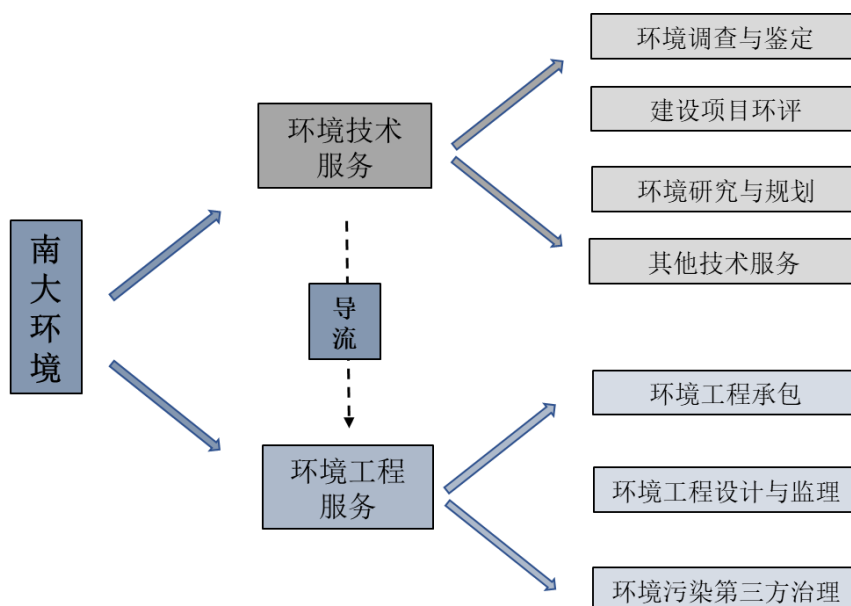 南大环境
环境技术
服务
导流
环境工程
服务
环境调查与鉴定
建设项目环评
环境研究与规划
其他技术服务
环境工程承包
环境工程设计与监理
环境污染第三方治理